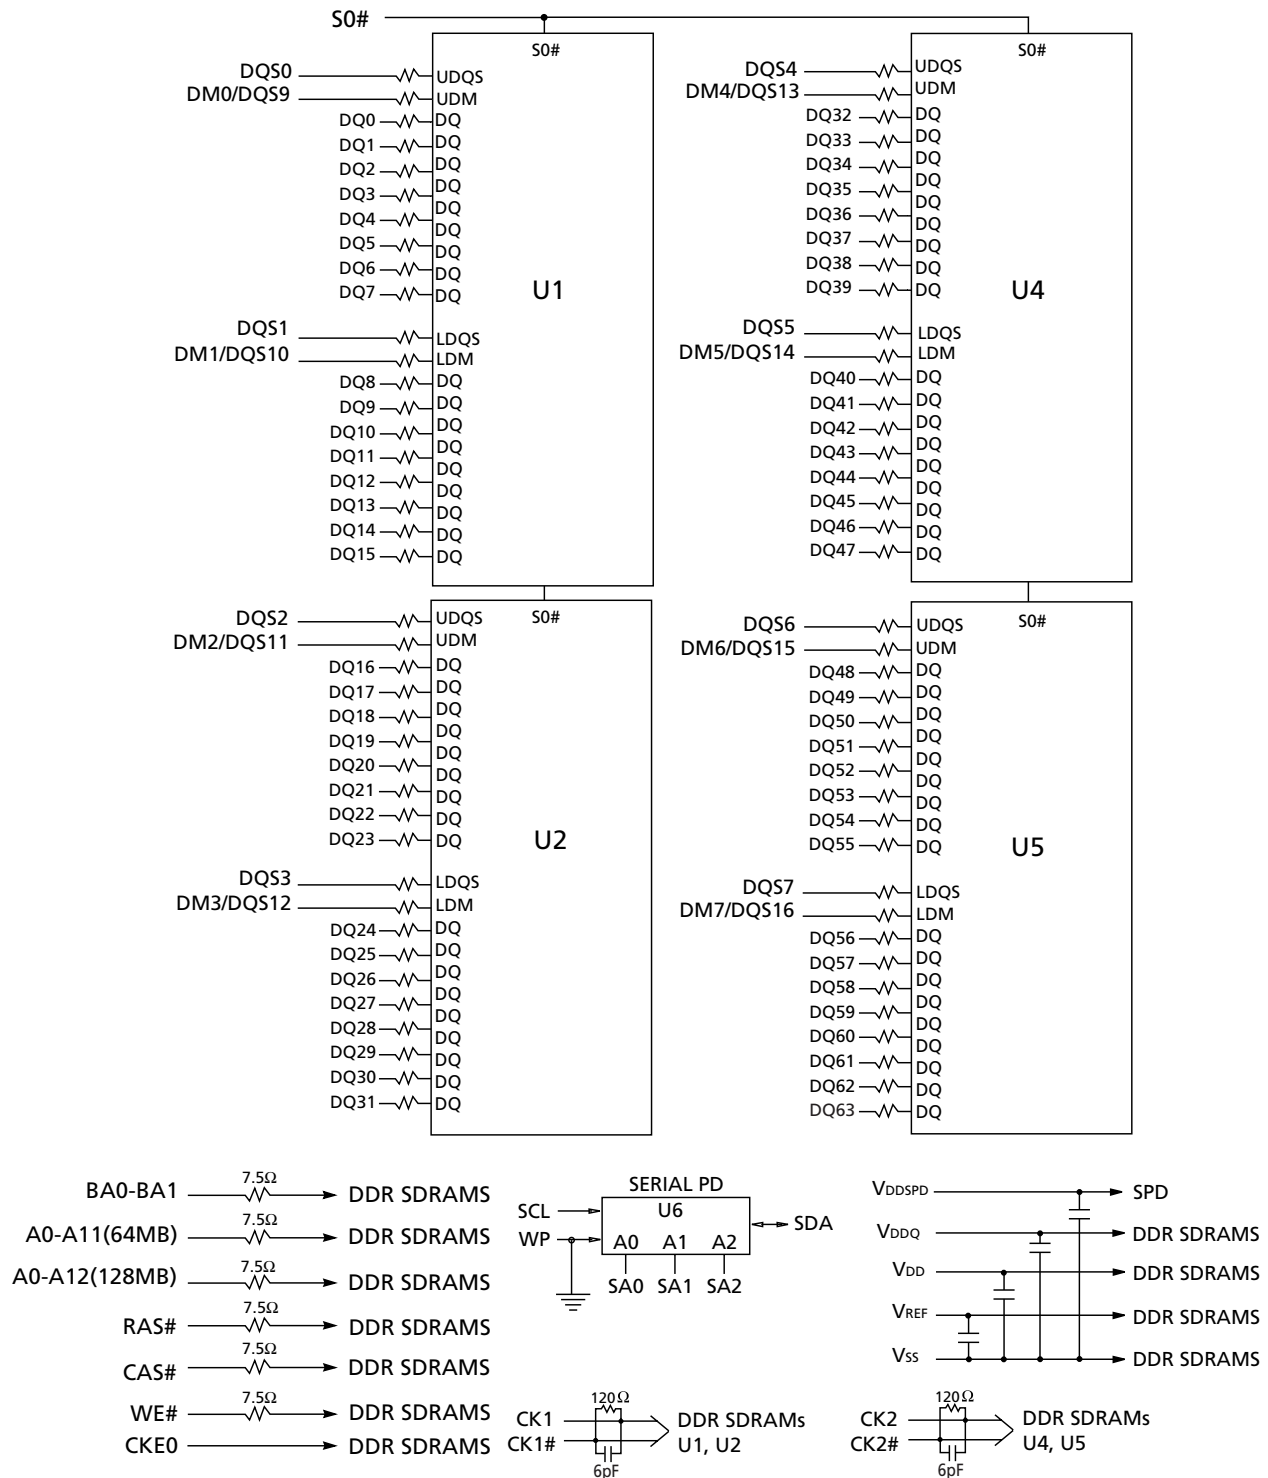 S0#
S0#
DQS0 UDQS
DM0/DQS9 UDM
DQ0 DQ
DQ1 DQ
DQ2 DQ
DQ3 DQ
DQ4 DQ
DQ5 DQ
DQ6 DQ
DQ7 DQ
DQ
U1
DQS1 LDQS
DM1/DQS10 LDM
DQ8 DQ
DQ9 DQ
DQ10 DQ
DQ11 DQ
DQ12 DQ
DQ13 DQ
DQ14 DQ
DQ15 DQ
DQ
S0#
DQS2 UDQS
DM2/DQS11 UDM
DQ16 DQ
DQ17 DQ
DQ18 DQ
DQ19 DQ
DQ20 DQ
DQ21 DQ
DQ22 DQ
DQ23 DQ
DQ
U2
DQS3 LDQS
DM3/DQS12 LDM
DQ24 DQ
DQ25 DQ
DQ26 DQ
DQ27 DQ
DQ28 DQ
DQ29 DQ
DQ30 DQ
DQ31 DQ
DQ
S0#
DQS4 UDQS
DM4/DQS13 UDM
DQ32 DQ
DQ33 DQ
DQ34 DQ
DQ35 DQ
DQ36 DQ
DQ37 DQ
DQ38 DQ
DQ39 DQ
DQ
U4
DQS5 LDQS
DM5/DQS14 LDM
DQ40 DQ
DQ41 DQ
DQ42 DQ
DQ43 DQ
DQ44 DQ
DQ45 DQ
DQ46 DQ
DQ47 DQ
DQ
S0#
DQS6 UDQS
DM6/DQS15 UDM
DQ48 DQ
DQ49 DQ
DQ50 DQ
DQ51 DQ
DQ52 DQ
DQ53 DQ
DQ54 DQ
DQ55 DQ
DQ
U5
DQS7 LDQS
DM7/DQS16 LDM
DQ56 DQ
DQ57 DQ
DQ58 DQ
DQ59 DQ
DQ60 DQ
DQ61 DQ
DQ62 DQ
DQ63 DQ
DQ
BA0-BA1 7.5Ω DDR SDRAMS
A0-A11(64MB) 7.5Ω DDR SDRAMS
A0-A12(128MB) 7.5Ω DDR SDRAMS
RAS# 7.5Ω DDR SDRAMS
CAS# 7.5Ω DDR SDRAMS
WE# 7.5Ω DDR SDRAMS
CKE0 DDR SDRAMS
SERIAL PD
SCL U6 SDA
WP A0 A1 A2
SA0 SA1 SA2
VDDSPD SPD
VDDQ DDR SDRAMS
VDD DDR SDRAMS
VREF DDR SDRAMS
VSS DDR SDRAMS
120Ω
CK1 DDR SDRAMs
CK1# U1, U2
6pF
120Ω
CK2 DDR SDRAMs
CK2# U4, U5
6pF